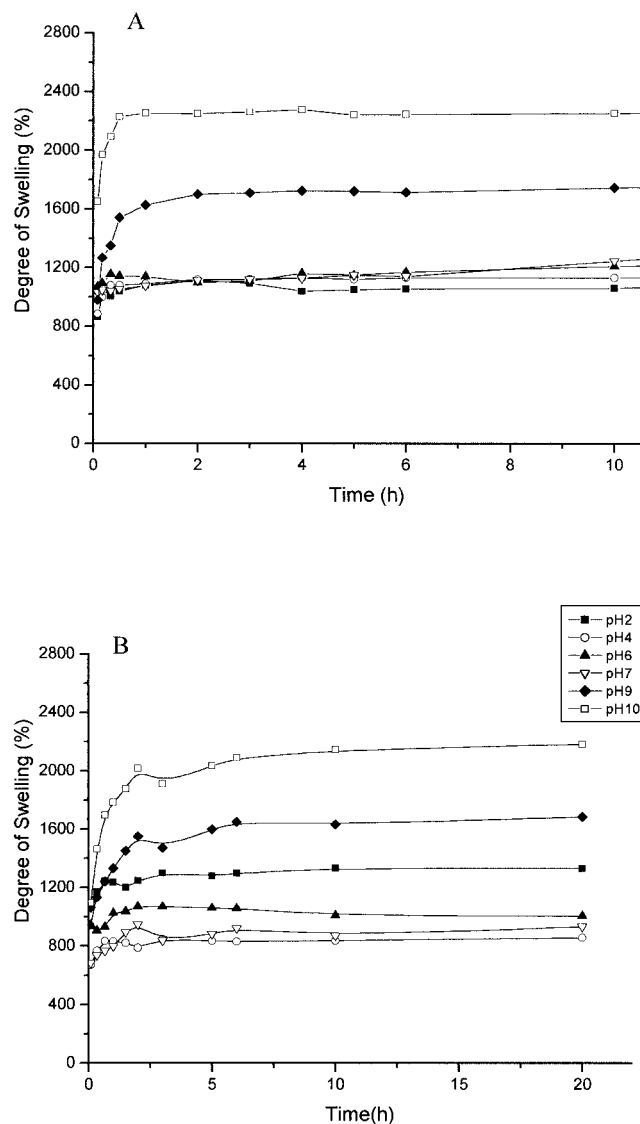 A
2800
2400
2000
1600
1200
800
400
0
Degree of Swelling (%)
0 2 4 6 8 10
Time (h)
B
pH2
pH4
pH6
pH7
pH9
pH10
2800
2400
2000
1600
1200
800
400
0
Degree of Swelling (%)
0 5 10 15 20
Time(h)